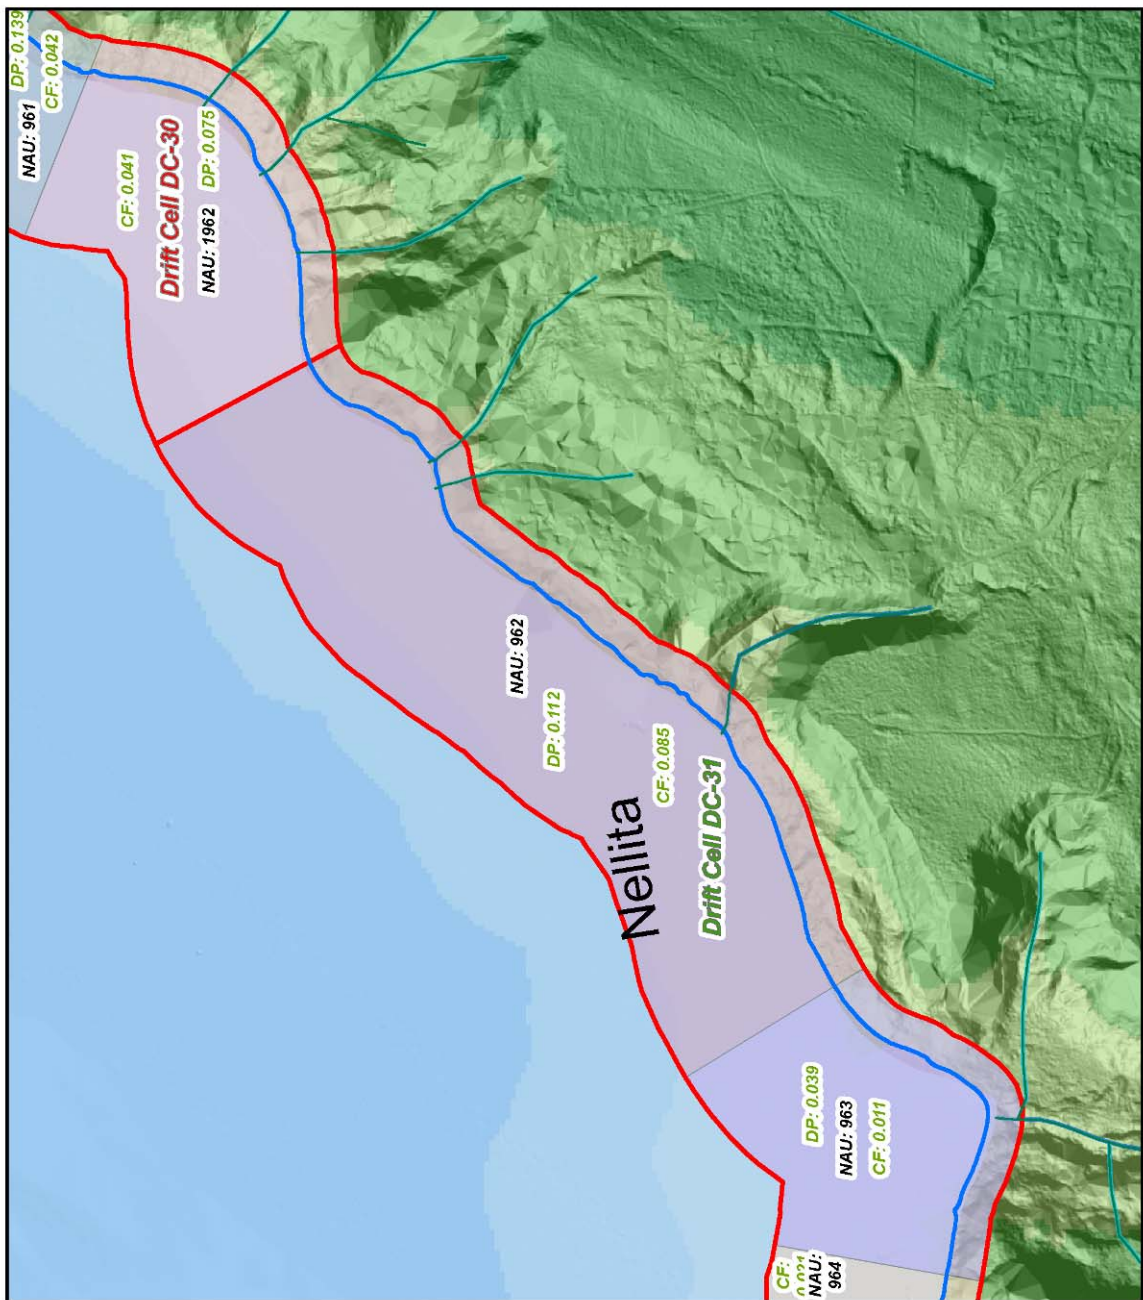 DP: 0.139
NAU: 961
CF: 0.042
CF: 0.041
Drift Cell DC-30
NAU: 1962
DP: 0.075
NAU: 962
DP: 0.112
Nellita
CF: 0.085
Drift Cell DC-31
DP: 0.039
NAU: 963
CF: 0.011
CF:
NAU:
964